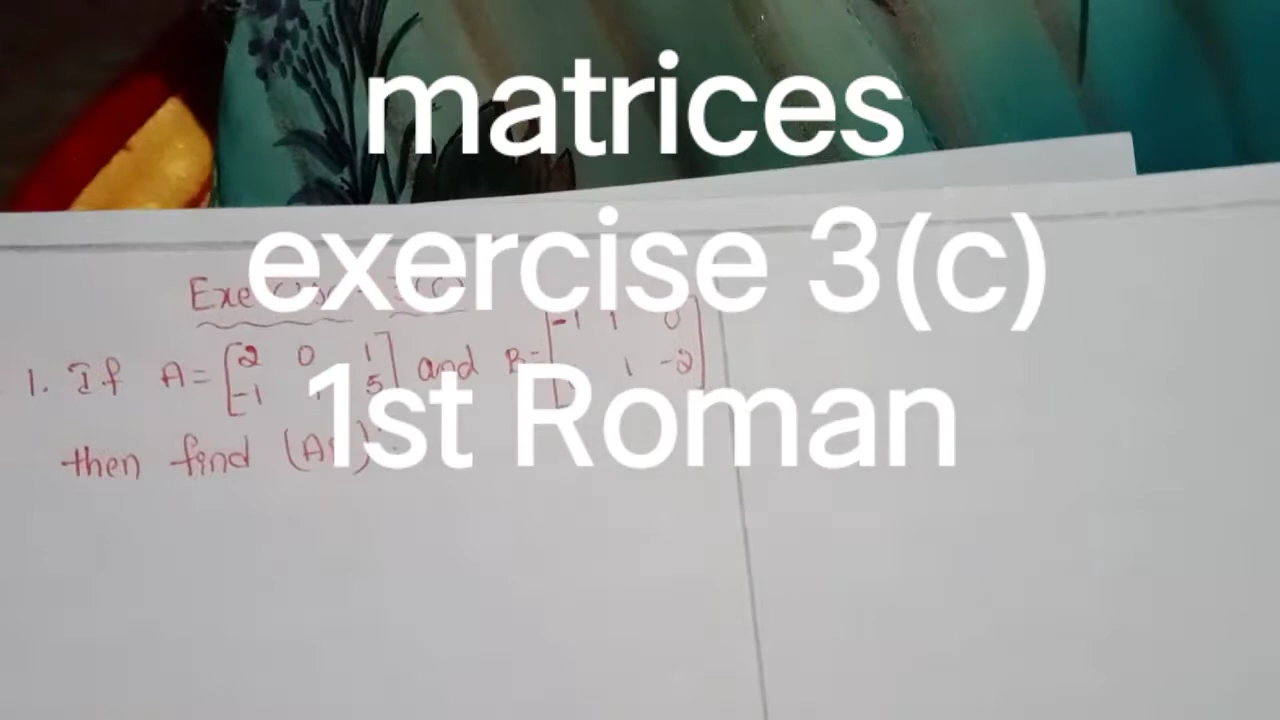 matrices
exercise 3(c)
1st Roman
1. If A = [2 0 1] and B = [-1 1 0]
[-1 5] [1 -2]
then find